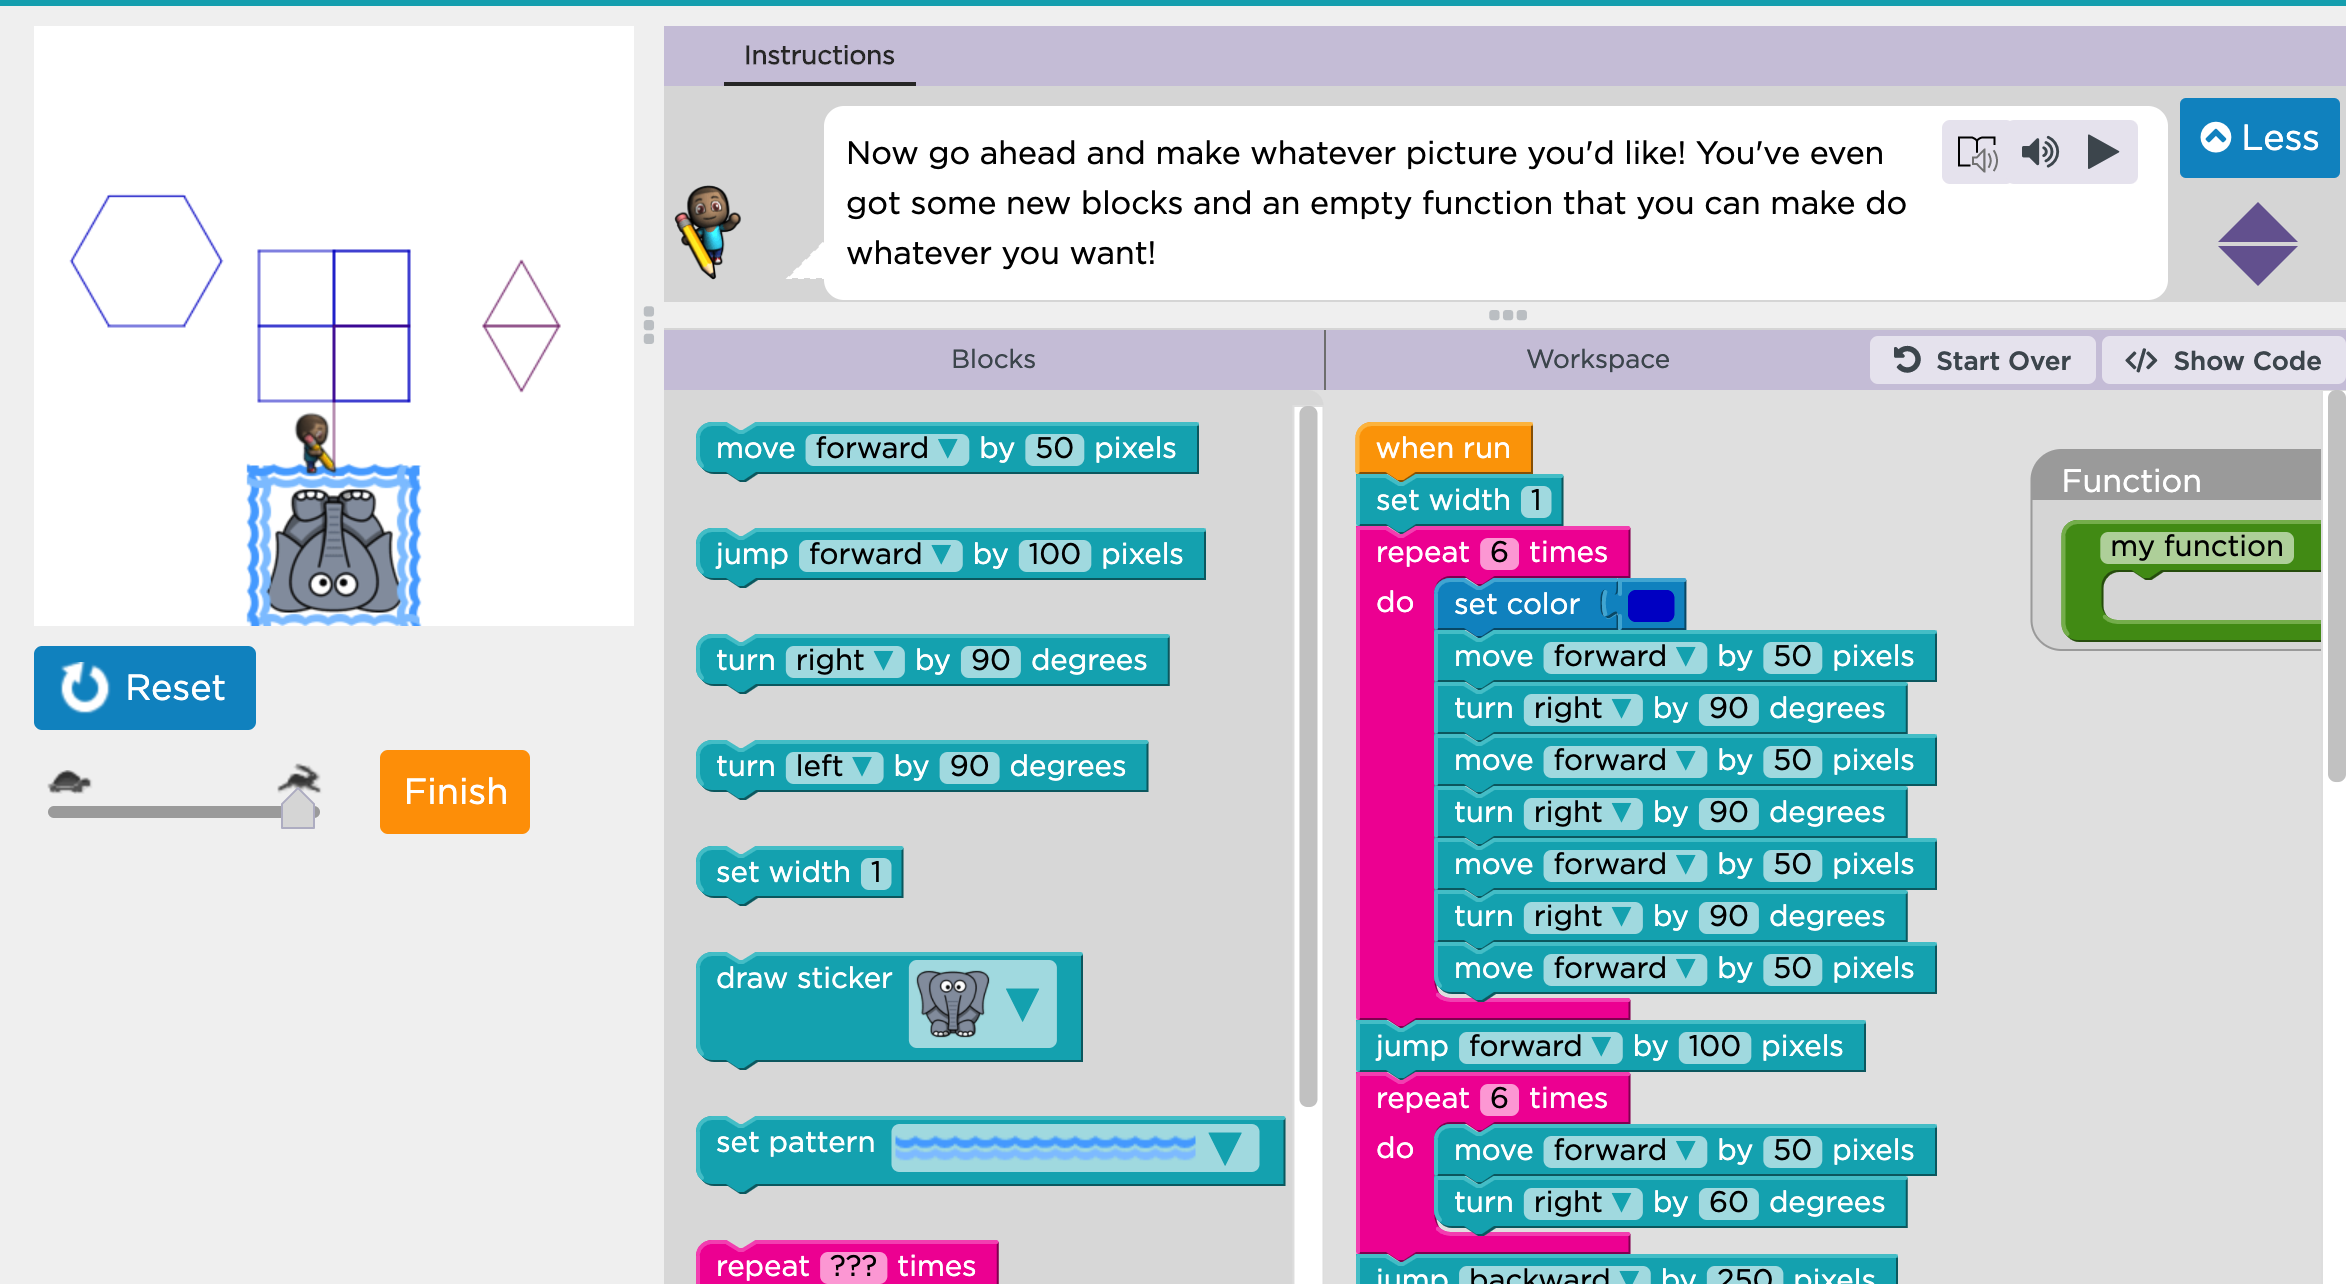 Instructions
Now go ahead and make whatever picture you'd like! You've even
got some new blocks and an empty function that you can make do
whatever you want!
Less
Blocks
Workspace
Start Over
</> Show Code
Reset
Finish
move forward by 50 pixels
jump forward by 100 pixels
turn right by 90 degrees
turn left by 90 degrees
set width 1
draw sticker
set pattern
repeat ??? times
when run
set width 1
repeat 6 times
do
set color
move forward by 50 pixels
turn right by 90 degrees
move forward by 50 pixels
turn right by 90 degrees
move forward by 50 pixels
turn right by 90 degrees
move forward by 50 pixels
jump forward by 100 pixels
repeat 6 times
do
move forward by 50 pixels
turn right by 60 degrees
jump backward by 250 pixels
Function
my function